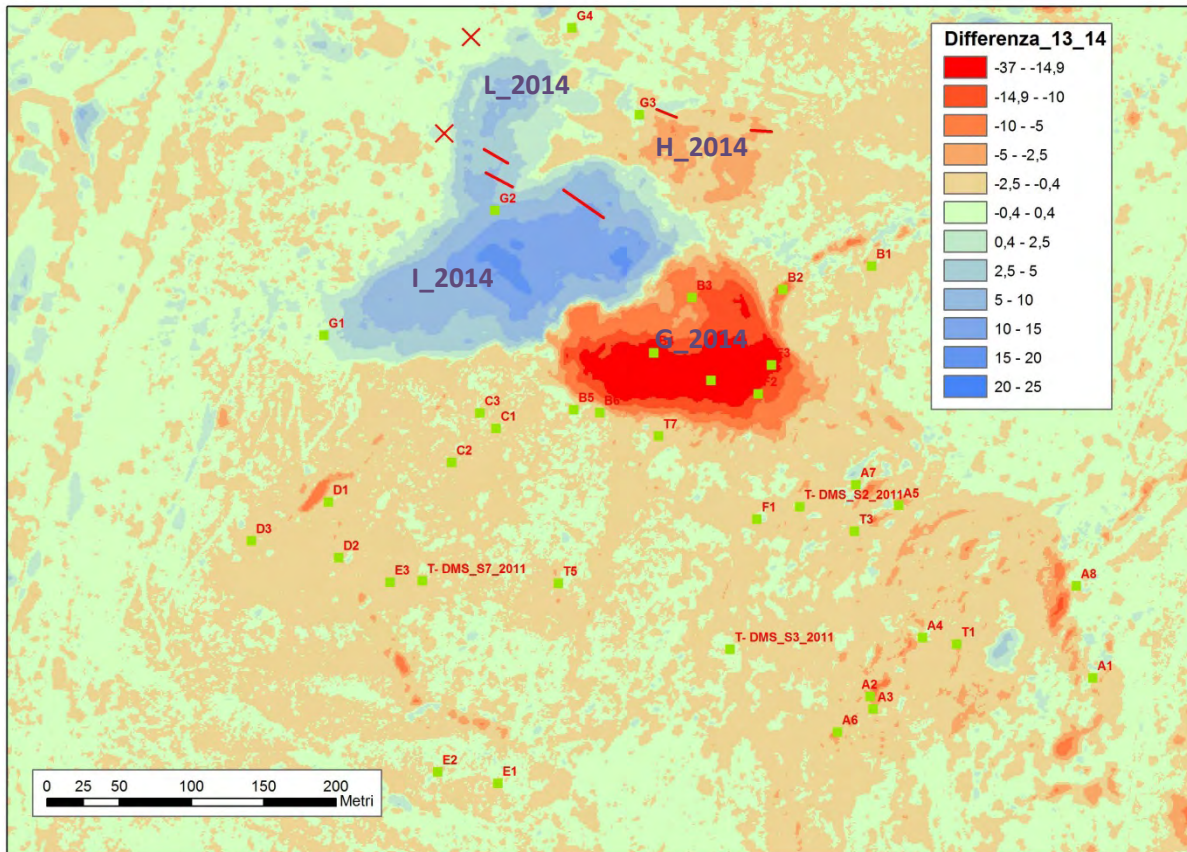 G4
Differenza_13_14
-37 - -14,9
-14,9 - -10
-10 - -5
-5 - -2,5
-2,5 - -0,4
-0,4 - 0,4
0,4 - 2,5
2,5 - 5
5 - 10
10 - 15
15 - 20
20 - 25
L_2014
G3
H_2014
G2
B1
I_2014
B2
B3
G1
G_2014
C3
B5
B6
C1
T7
C2
A7
D1
T- DMS_S2_2011
A5
F1
T3
D3
D2
E3
T- DMS_S7_2011
T5
A8
A4
T1
T- DMS_S3_2011
A1
A2
A3
A6
E2
E1
0 25 50 100 150 200
Metri